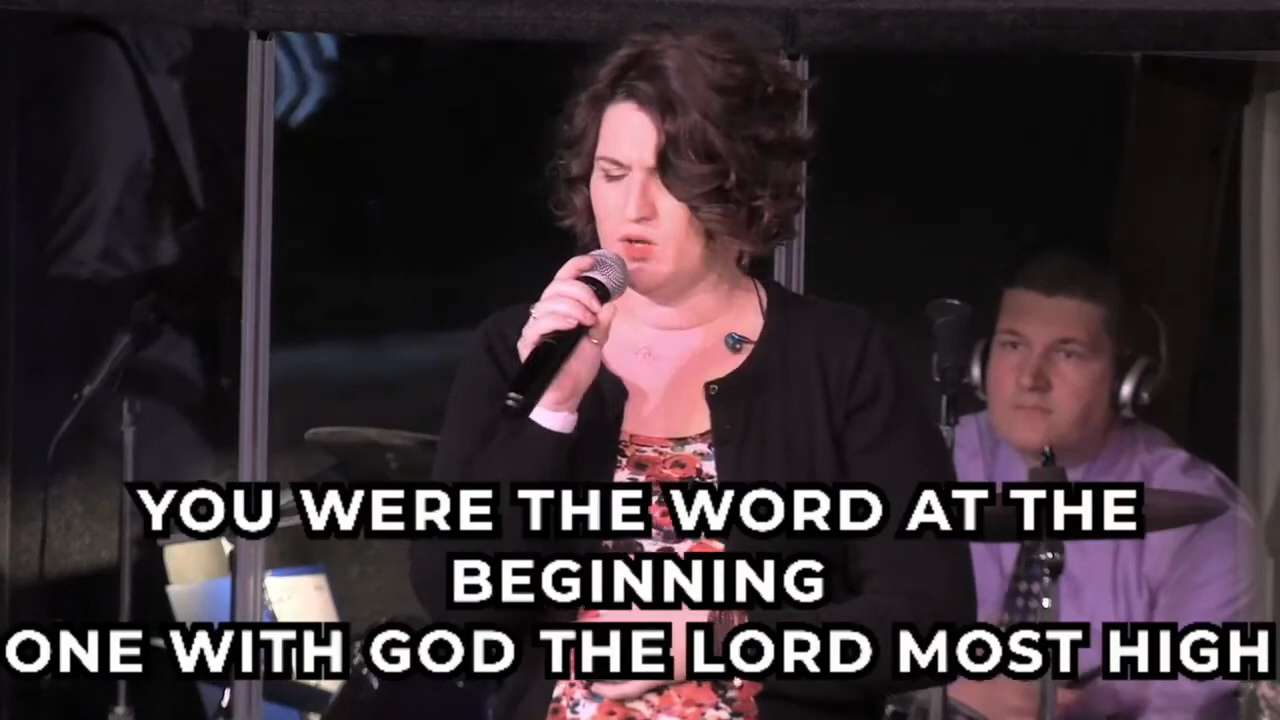 YOU WERE THE WORD AT THE
BEGINNING
ONE WITH GOD THE LORD MOST HIGH